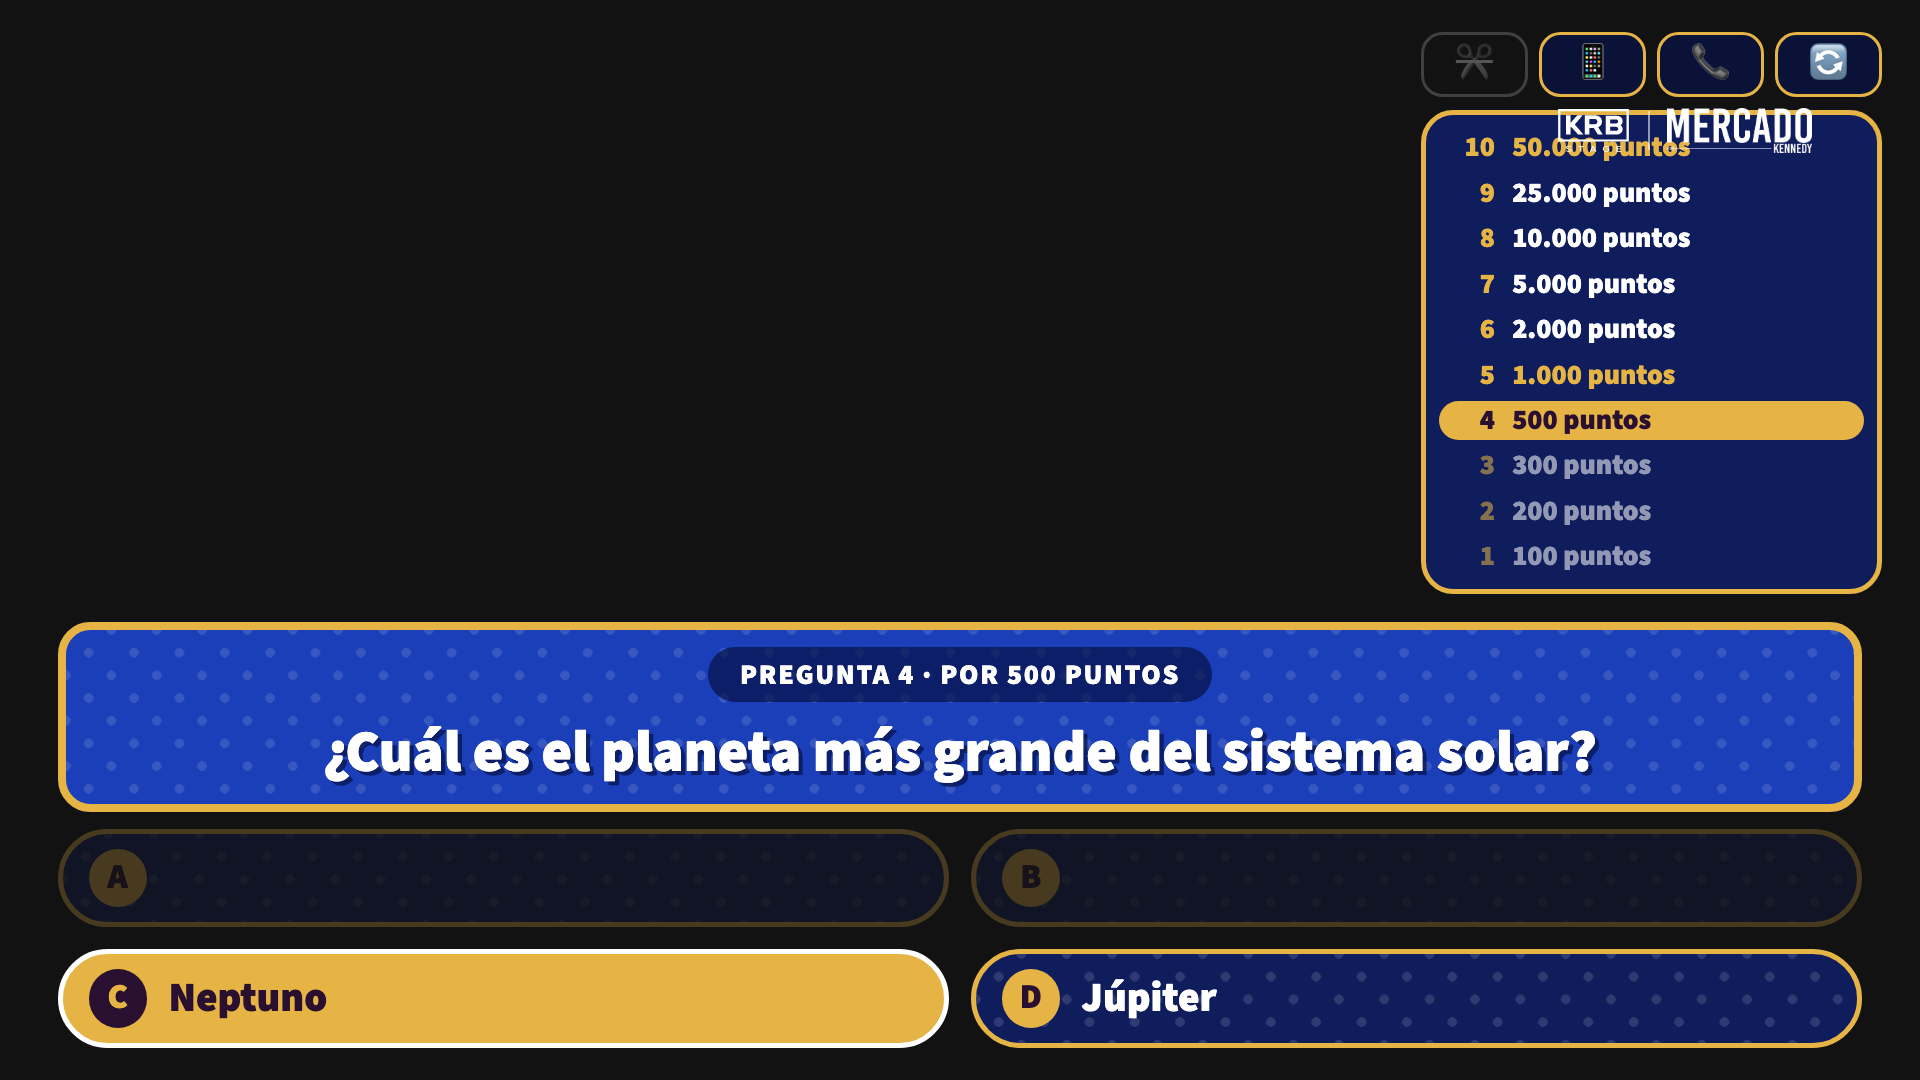 KRB
STAGE
MERCADO
KENNEDY
10 50.000 puntos
9 25.000 puntos
8 10.000 puntos
7 5.000 puntos
6 2.000 puntos
5 1.000 puntos
4 500 puntos
3 300 puntos
2 200 puntos
1 100 puntos
PREGUNTA 4 · POR 500 PUNTOS
¿Cuál es el planeta más grande del sistema solar?
A
B
C Neptuno
D Júpiter